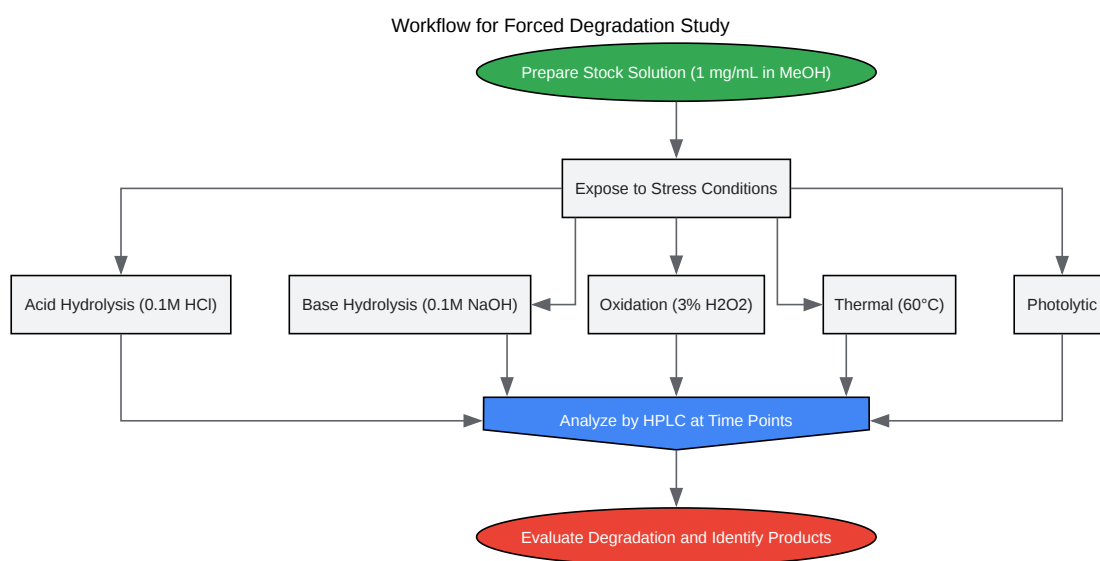 Workflow for Forced Degradation Study
Prepare Stock Solution (1 mg/mL in MeOH)
Expose to Stress Conditions
Acid Hydrolysis (0.1M HCl)
Base Hydrolysis (0.1M NaOH)
Oxidation (3% H2O2)
Thermal (60°C)
Photolytic
Analyze by HPLC at Time Points
Evaluate Degradation and Identify Products